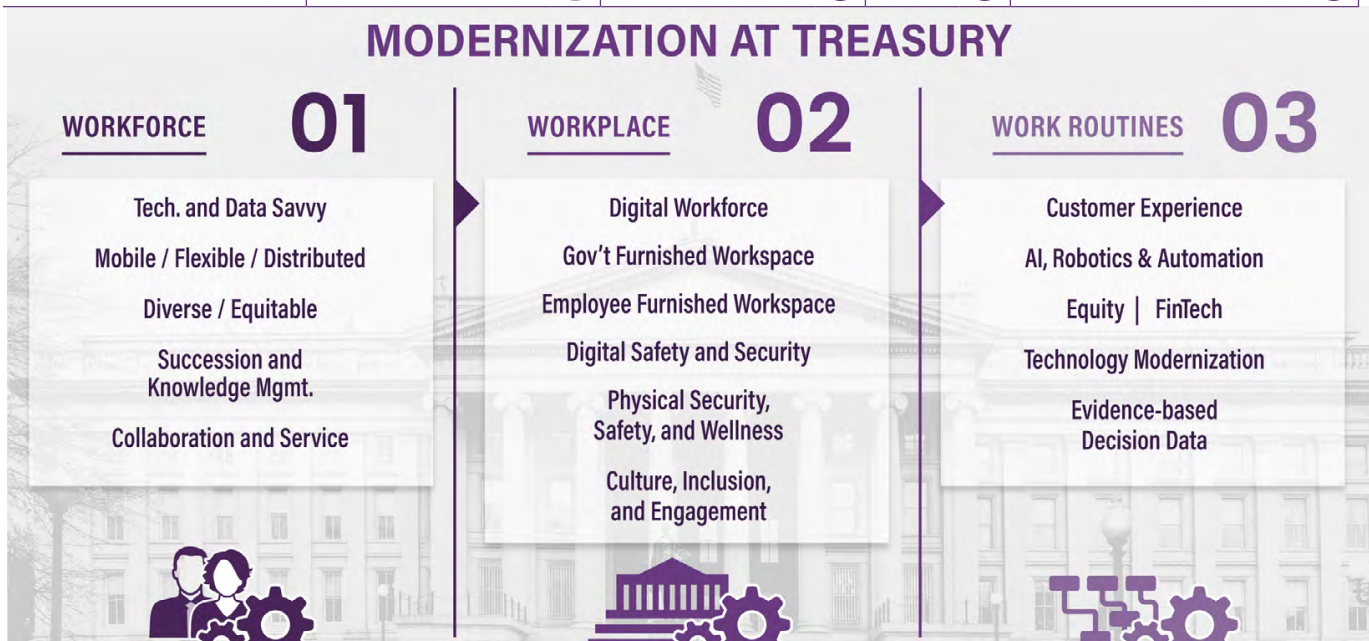 MODERNIZATION AT TREASURY
WORKFORCE 01
Tech. and Data Savvy
Mobile / Flexible / Distributed
Diverse / Equitable
Succession and
Knowledge Mgmt.
Collaboration and Service
WORKPLACE 02
Digital Workforce
Gov't Furnished Workspace
Employee Furnished Workspace
Digital Safety and Security
Physical Security,
Safety, and Wellness
Culture, Inclusion,
and Engagement
WORK ROUTINES 03
Customer Experience
AI, Robotics & Automation
Equity | FinTech
Technology Modernization
Evidence-based
Decision Data